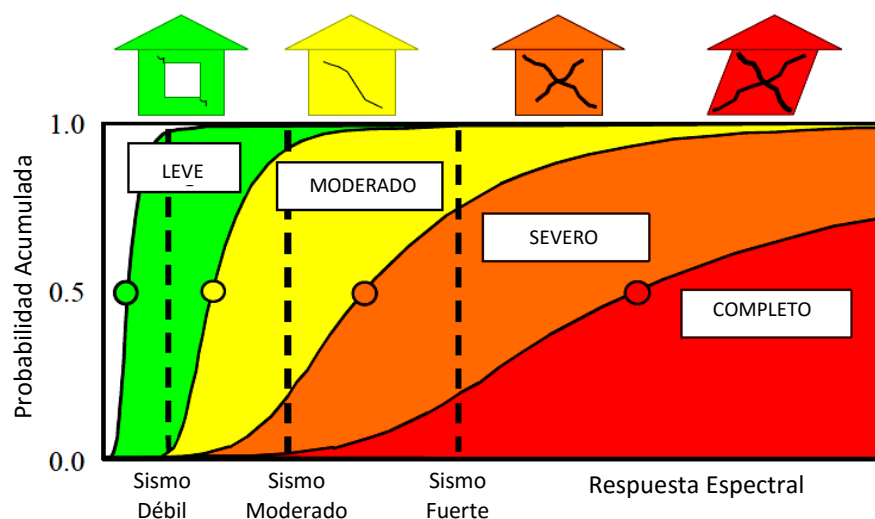 1.0
LEVE
MODERADO
SEVERO
Probabilidad Acumulada
0.5
COMPLETO
0.0
Sismo
Débil
Sismo
Moderado
Sismo
Fuerte
Respuesta Espectral